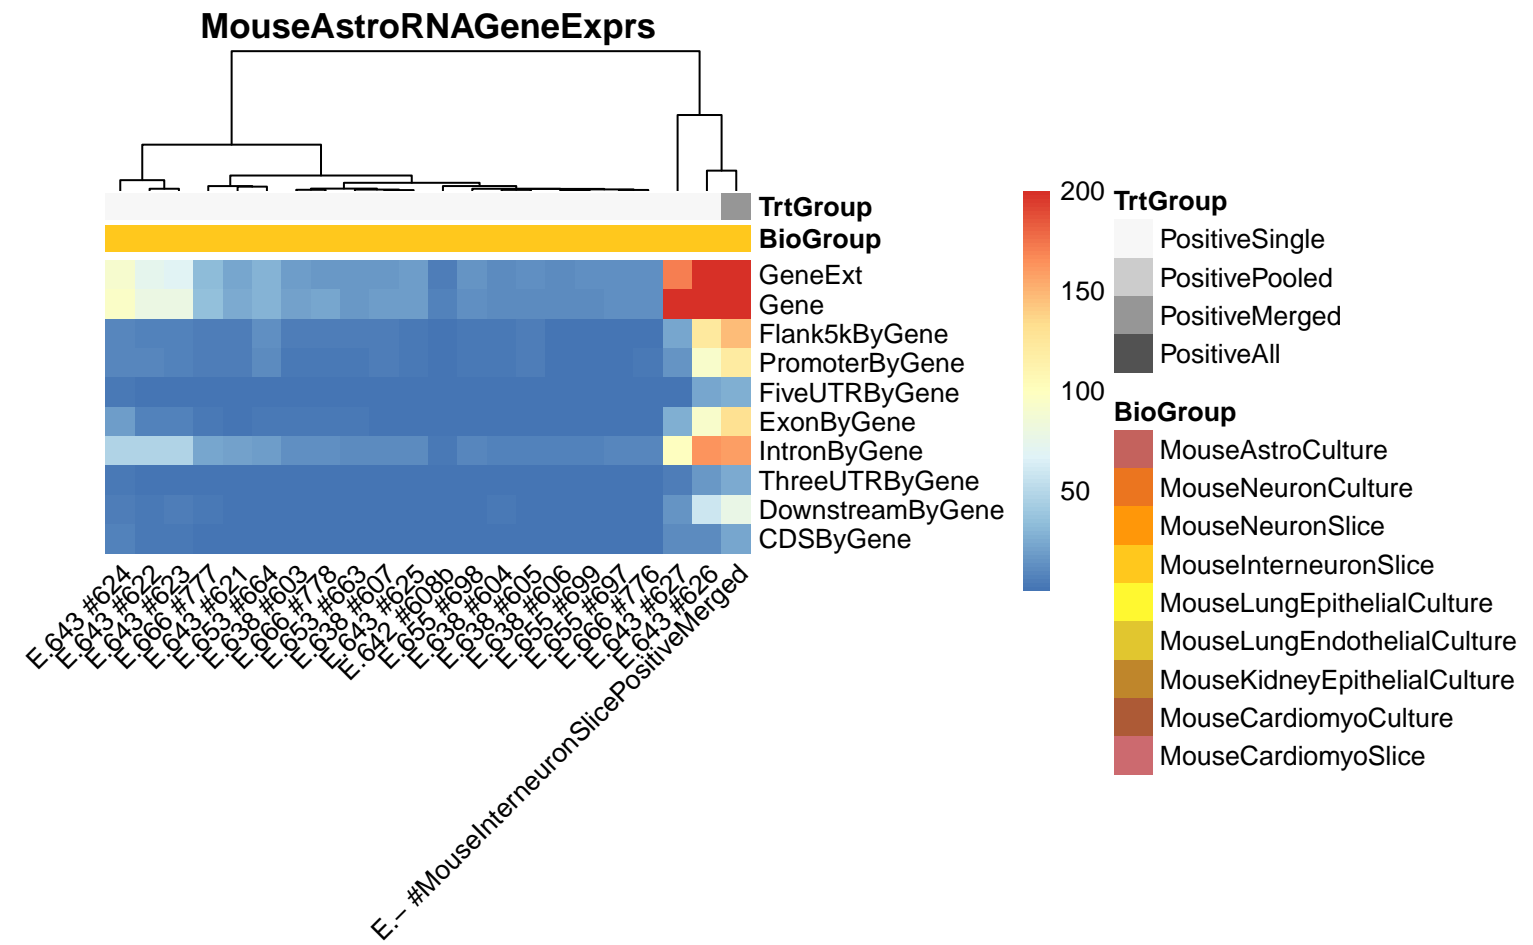 MouseAstroRNAGeneExprs
TrtGroup
BioGroup
GeneExt
Gene
Flank5kByGene
PromoterByGene
FiveUTRByGene
ExonByGene
IntronByGene
ThreeUTRByGene
DownstreamByGene
CDSByGene
E.643 #624
E.643 #622
E.643 #623
E.666 #777
E.643 #621
E.653 #664
E.638 #603
E.666 #778
E.653 #663
E.638 #607
E.643 #625
E.642 #608b
E.655 #698
E.638 #604
E.638 #605
E.638 #606
E.655 #699
E.655 #697
E.666 #776
E.643 #627
E.643 #626
E.− #MouseInterneuronSlicePositiveMerged
200
150
100
50
TrtGroup
PositiveSingle
PositivePooled
PositiveMerged
PositiveAll
BioGroup
MouseAstroCulture
MouseNeuronCulture
MouseNeuronSlice
MouseInterneuronSlice
MouseLungEpithelialCulture
MouseLungEndothelialCulture
MouseKidneyEpithelialCulture
MouseCardiomyoCulture
MouseCardiomyoSlice